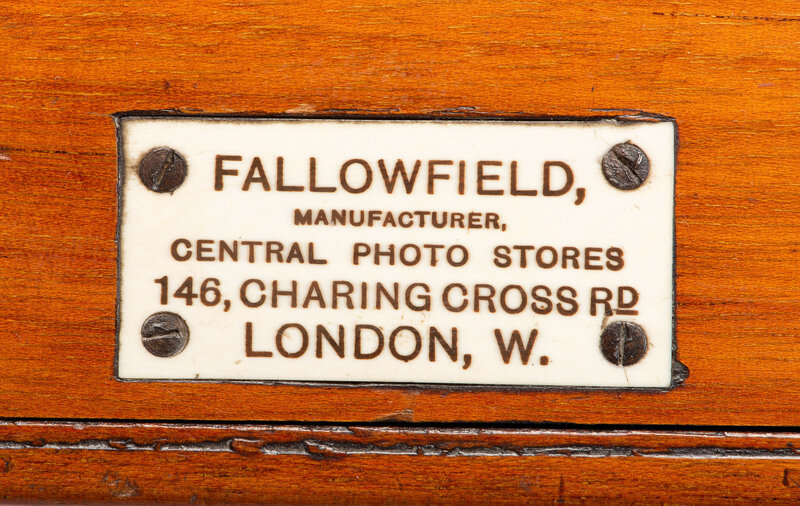 FALLOWFIELD,
MANUFACTURER,
CENTRAL PHOTO STORES
146, CHARING CROSS RD
LONDON, W.